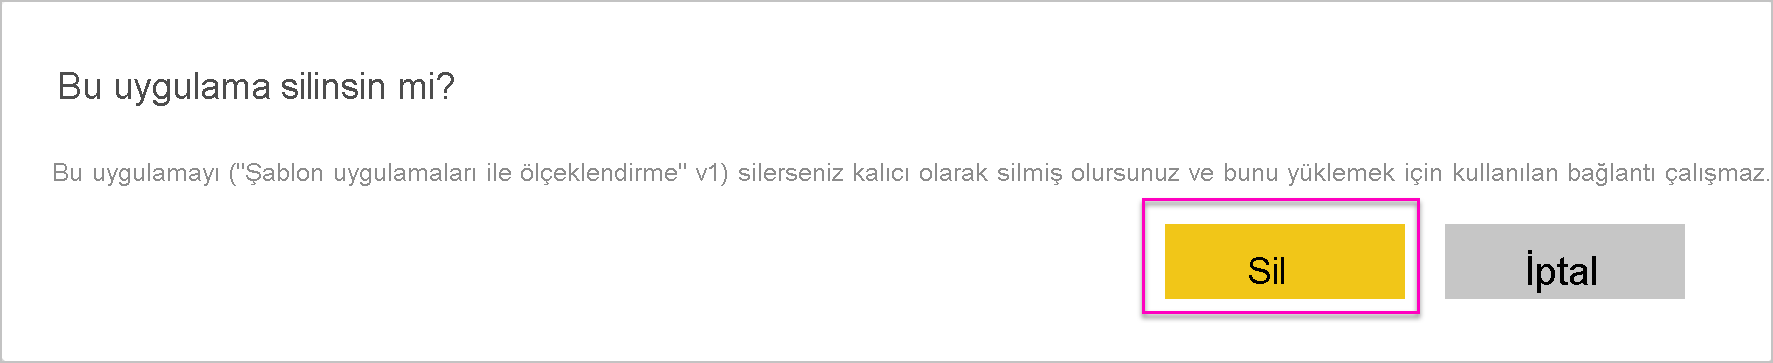 Bu uygulama silinsin mi?
Bu uygulamayı ("Şablon uygulamaları ile ölçeklendirme" v1) silerseniz kalıcı olarak silmiş olursunuz ve bunu yüklemek için kullanılan bağlantı çalışmaz.
Sil
İptal